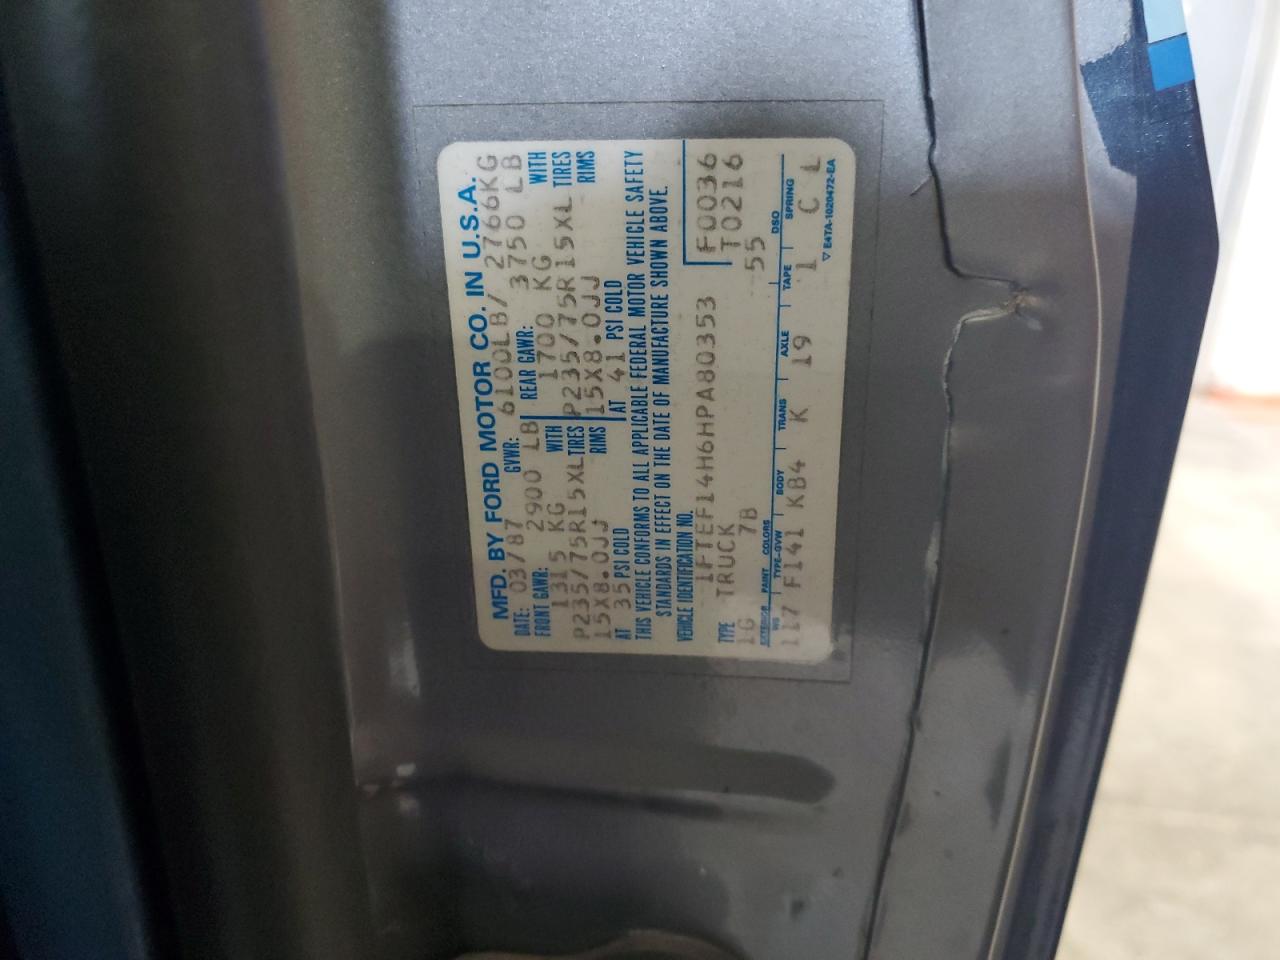 MFD. BY FORD MOTOR CO. IN U.S.A.
DATE: 03/87 GVWR: 6100LB/ 2766KG
FRONT GAWR: 2900 LB REAR GAWR: 3750 LB
1315 KG WITH 1700 KG WITH
P235/75R15XL TIRES P235/75R15XL TIRES
15X8.0JJ RIMS 15X8.0JJ RIMS
AT 35 PSI COLD AT 41 PSI COLD
THIS VEHICLE CONFORMS TO ALL APPLICABLE FEDERAL MOTOR VEHICLE SAFETY
STANDARDS IN EFFECT ON THE DATE OF MANUFACTURE SHOWN ABOVE.
VEHICLE IDENTIFICATION NO.
1FTEF14H6HPA80353 F0036
TYPE TRUCK T0216
1G 7B 55
EXTERIOR PAINT COLORS DSO
WB TYPE-GVW BODY TRANS AXLE TAPE SPRING
117 F141 KB4 K 19 1 C L
▽ E4TA-1020472-EA